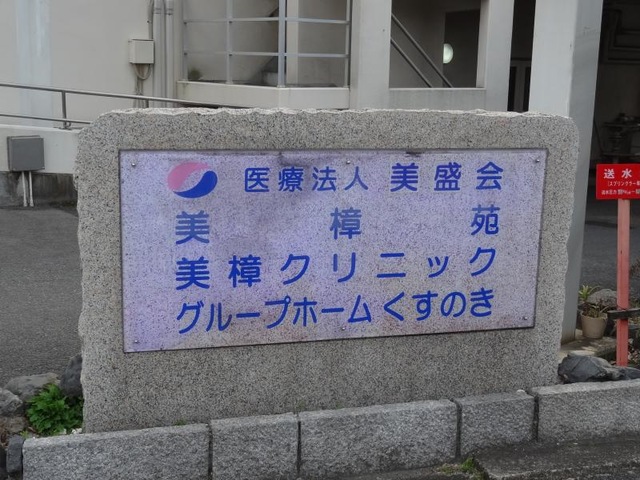 医療法人 美盛会
美樟苑
美樟クリニック
グループホームくすのき
送水